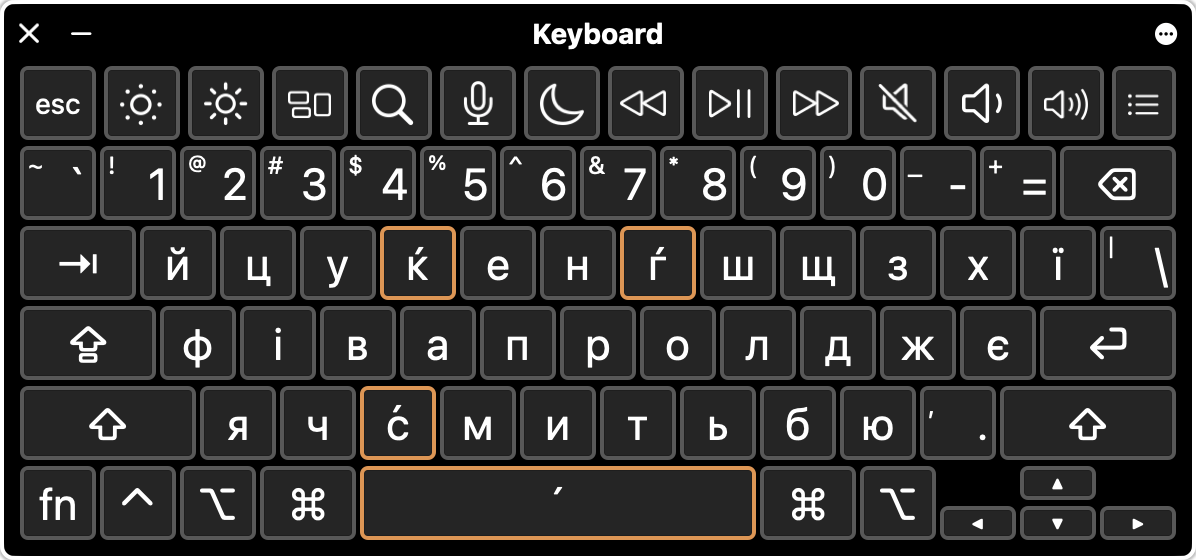 Keyboard
esc
~ ` ! 1 @ 2 # 3 $ 4 % 5 ^ 6 & 7 * 8 ( 9 ) 0 _ - + =
й ц у ќ е н ѓ ш щ з х ї | \
ф і в а п р о л д ж є
я ч с́ м и т ь б ю ʼ .
fn ^ ⌥ ⌘ ´ ⌘ ⌥